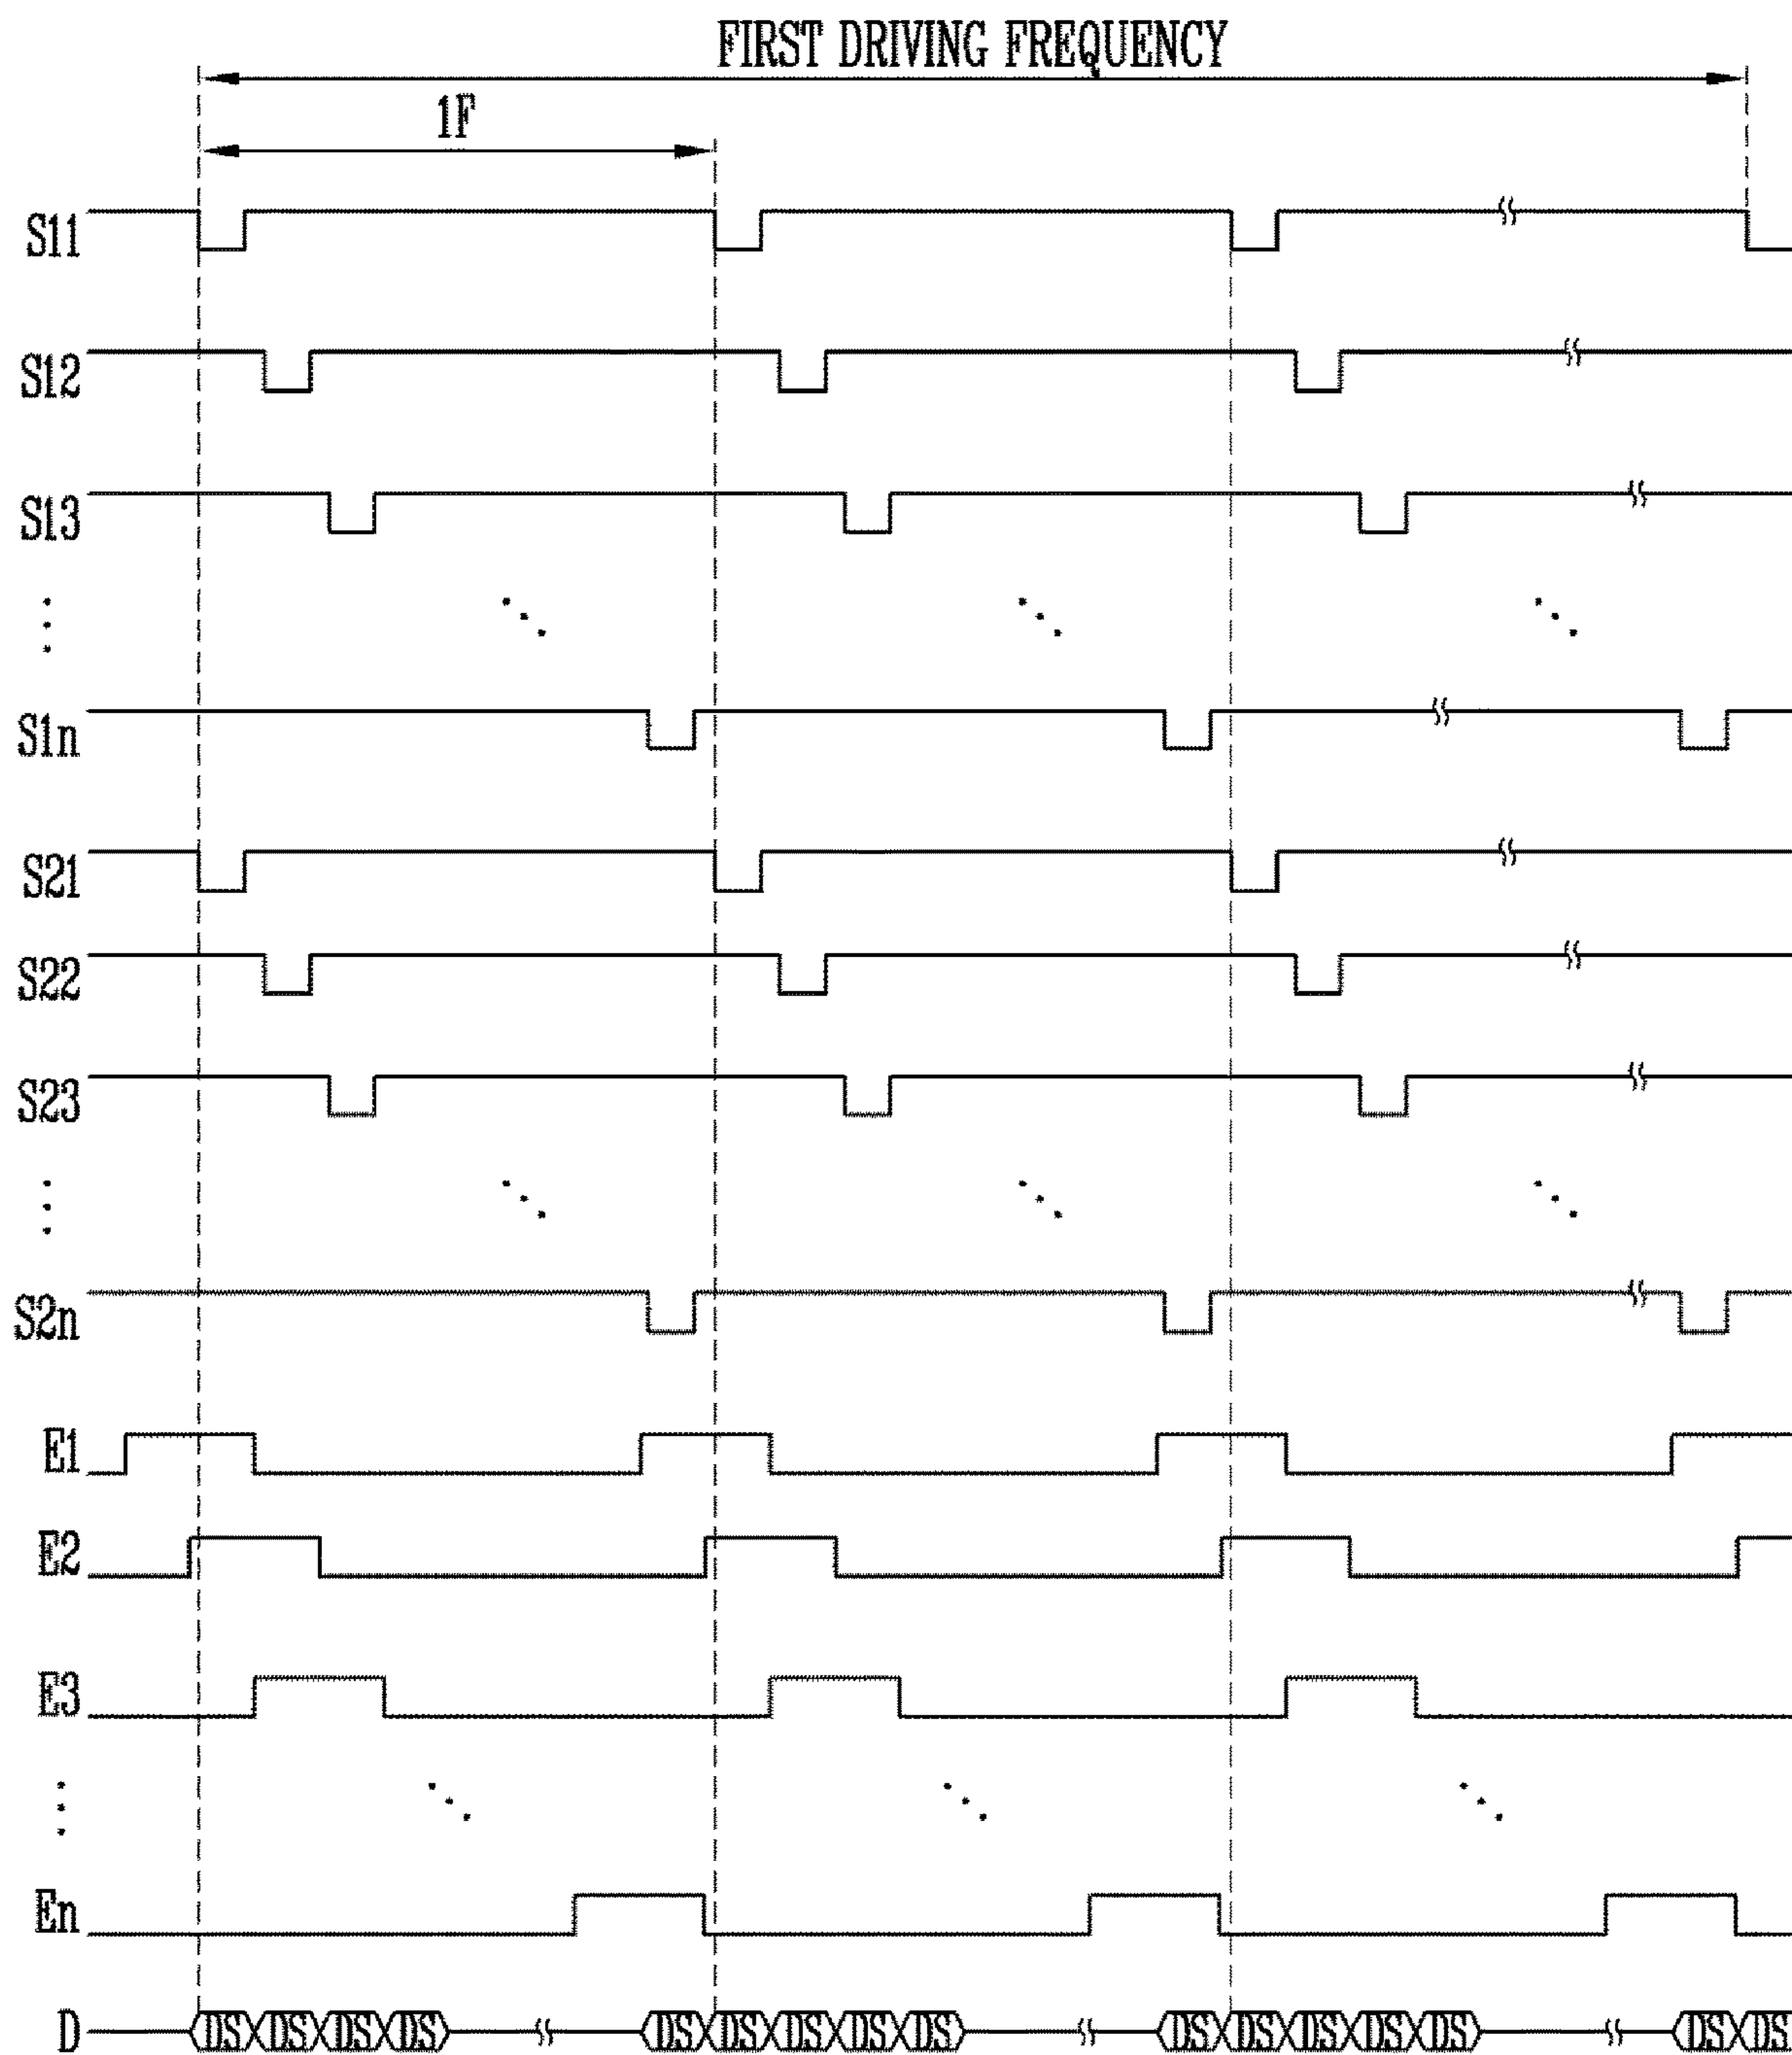 FIRST DRIVING FREQUENCY
1F
S11
S12
S13
S1n
S21
S22
S23
S2n
E1
E2
E3
En
D DS DS DS DS DS DS DS DS DS DS DS DS DS DS DS